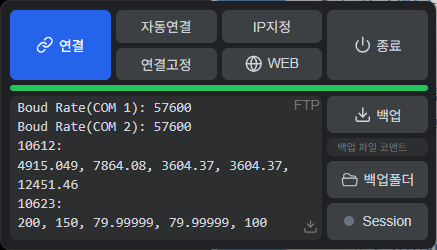 연결
자동연결
IP지정
종료
연결고정
WEB
Boud Rate(COM 1): 57600
Boud Rate(COM 2): 57600
10612:
4915.049, 7864.08, 3604.37, 3604.37,
12451.46
10623:
200, 150, 79.99999, 79.99999, 100
FTP
백업
백업 파일 코멘트
백업폴더
Session